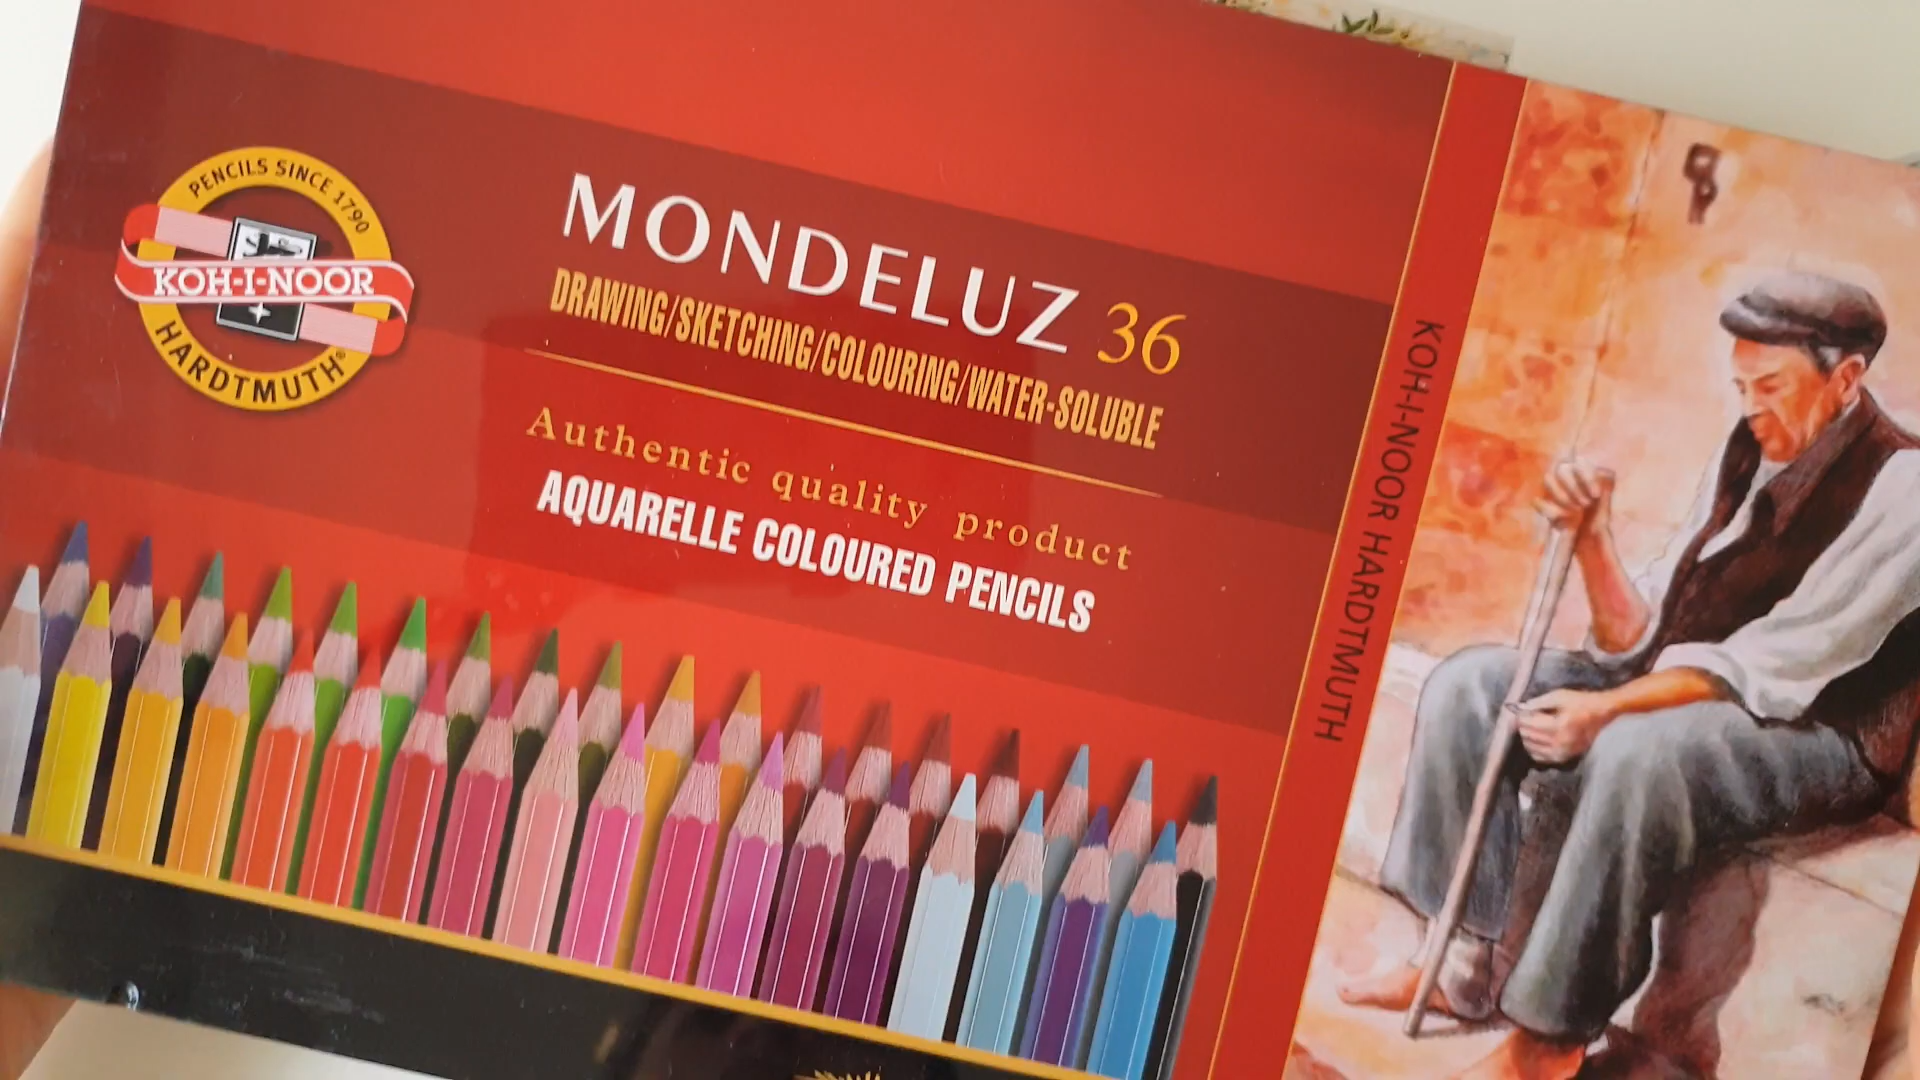 PENCILS SINCE 1790
KOH-I-NOOR
HARDTMUTH®
MONDELUZ 36
DRAWING/SKETCHING/COLOURING/WATER-SOLUBLE
Authentic quality product
AQUARELLE COLOURED PENCILS
KOH-I-NOOR HARDTMUTH